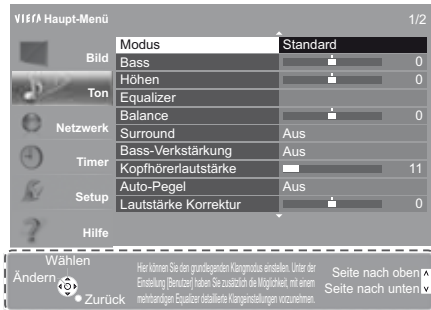 VIERA Haupt-Menü 1/2
Bild
Ton
Netzwerk
Timer
Setup
Hilfe
Modus Standard
Bass 0
Höhen 0
Equalizer
Balance 0
Surround Aus
Bass-Verkstärkung Aus
Kopfhörerlautstärke 11
Auto-Pegel Aus
Lautstärke Korrektur 0
Wählen
Ändern
Zurück
Hier können Sie den grundlegenden Klangmodus einstellen. Unter der
Einstellung [Benutzer] haben Sie zusätzlich die Möglichkeit, mit einem
mehrbandigen Equalizer detaillierte Klangeinstellungen vorzunehmen.
Seite nach oben
Seite nach unten